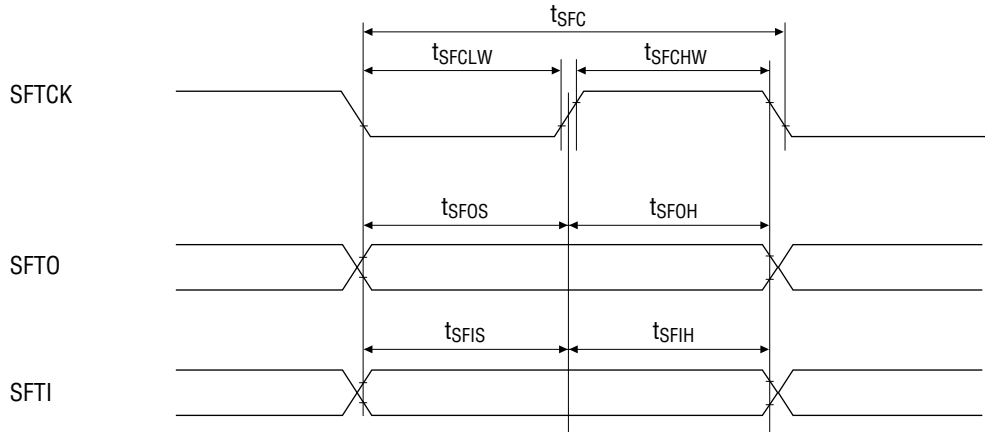 tSFC
tSFCLW tSFCHW
SFTCK
tSFOS tSFOH
SFTO
tSFIS tSFIH
SFTI